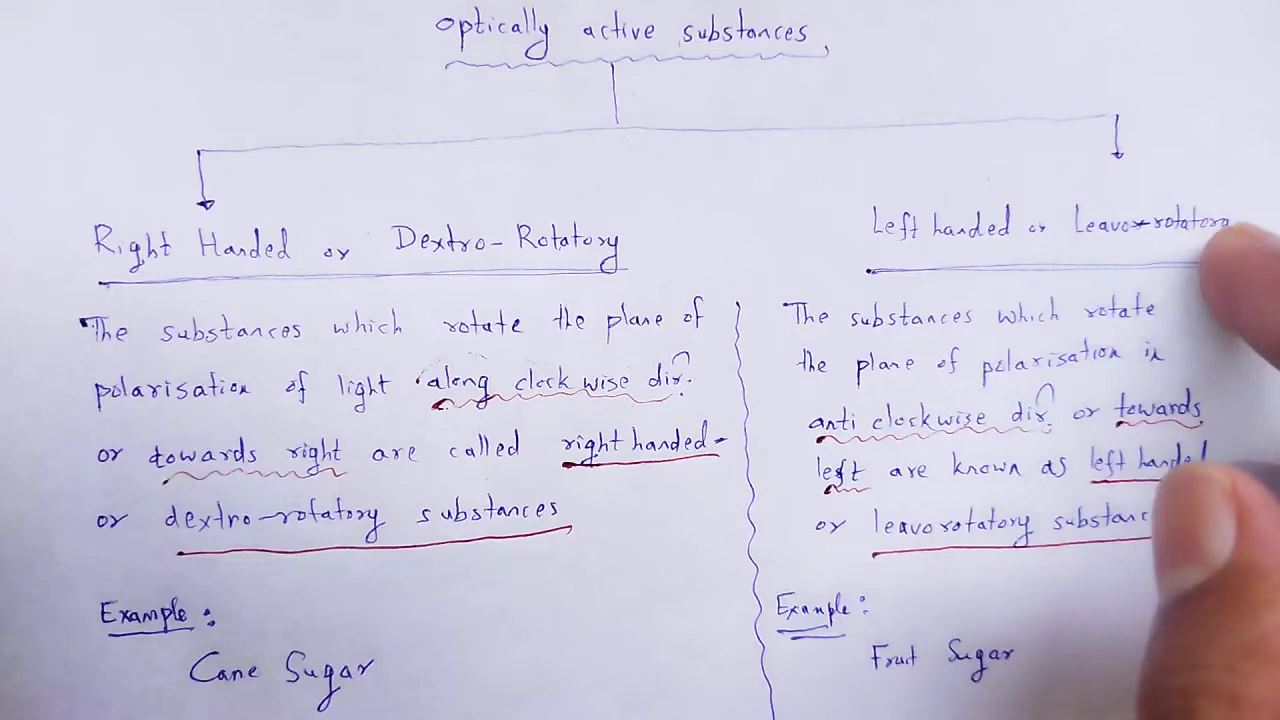 Optically active substances,
Right Handed or Dextro-Rotatory
The substances which rotate the plane of
polarisation of light along clockwise dir.
or towards right are called right handed-
or dextro-rotatory substances
Example:
Cane Sugar
Left handed or Leavo-rotatory
The substances which rotate
the plane of polarisation in
anti clockwise dir. or towards
left are known as left handed
or leavorotatory
Example:
Fruit Sugar